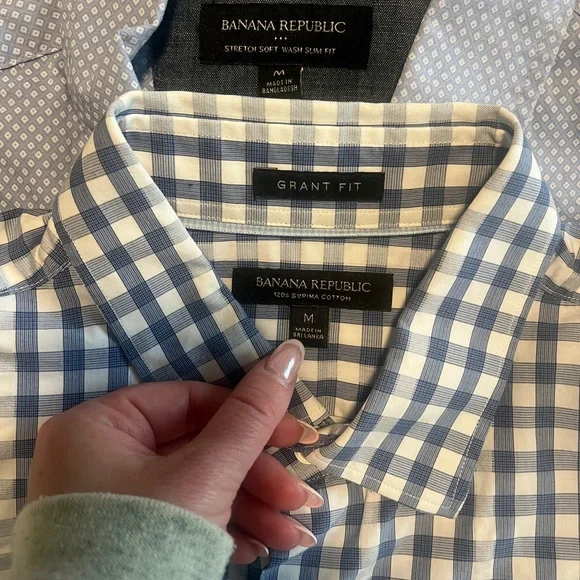 BANANA REPUBLIC
STRETCH SOFT WASH SLIM FIT
M
MADE IN
BANGLADESH
GRANT FIT
BANANA REPUBLIC
120s SUPIMA COTTON
M
MADE IN
SRI LANKA